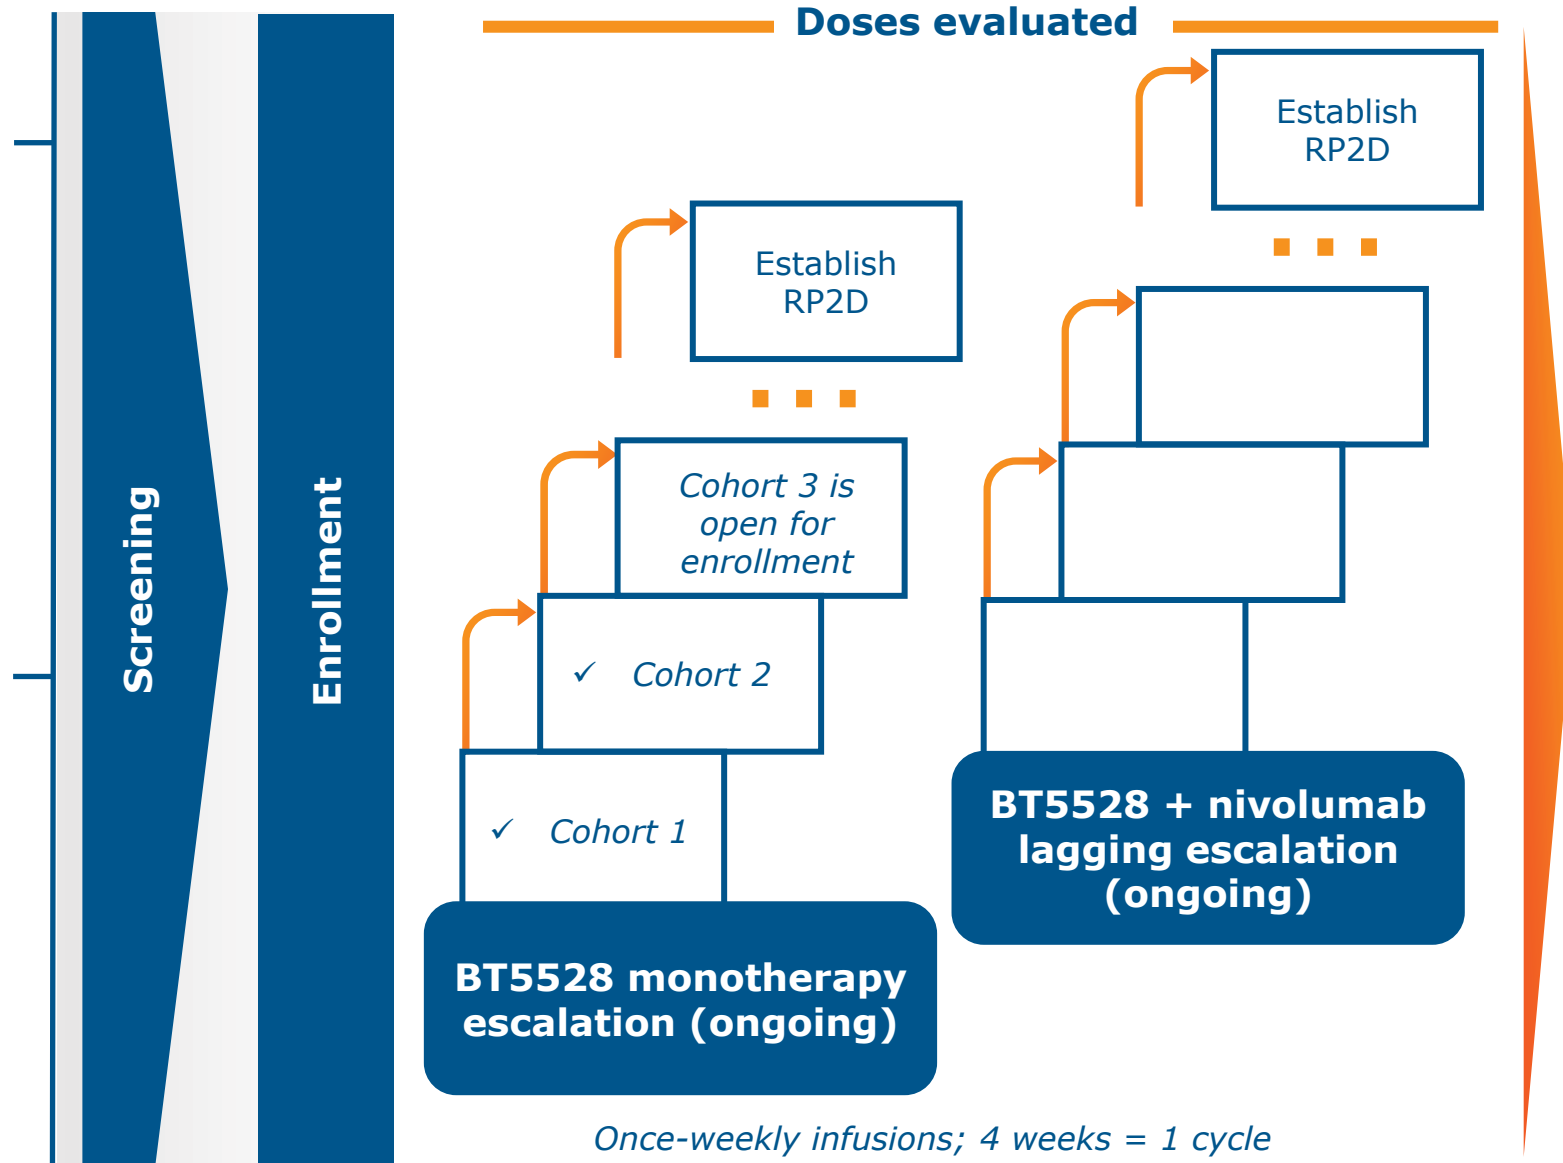 Doses evaluated
Screening
Enrollment
Establish
RP2D
Cohort 3 is
open for
enrollment
✓ Cohort 2
✓ Cohort 1
BT5528 monotherapy
escalation (ongoing)
Establish
RP2D
BT5528 + nivolumab
lagging escalation
(ongoing)
Once-weekly infusions; 4 weeks = 1 cycle